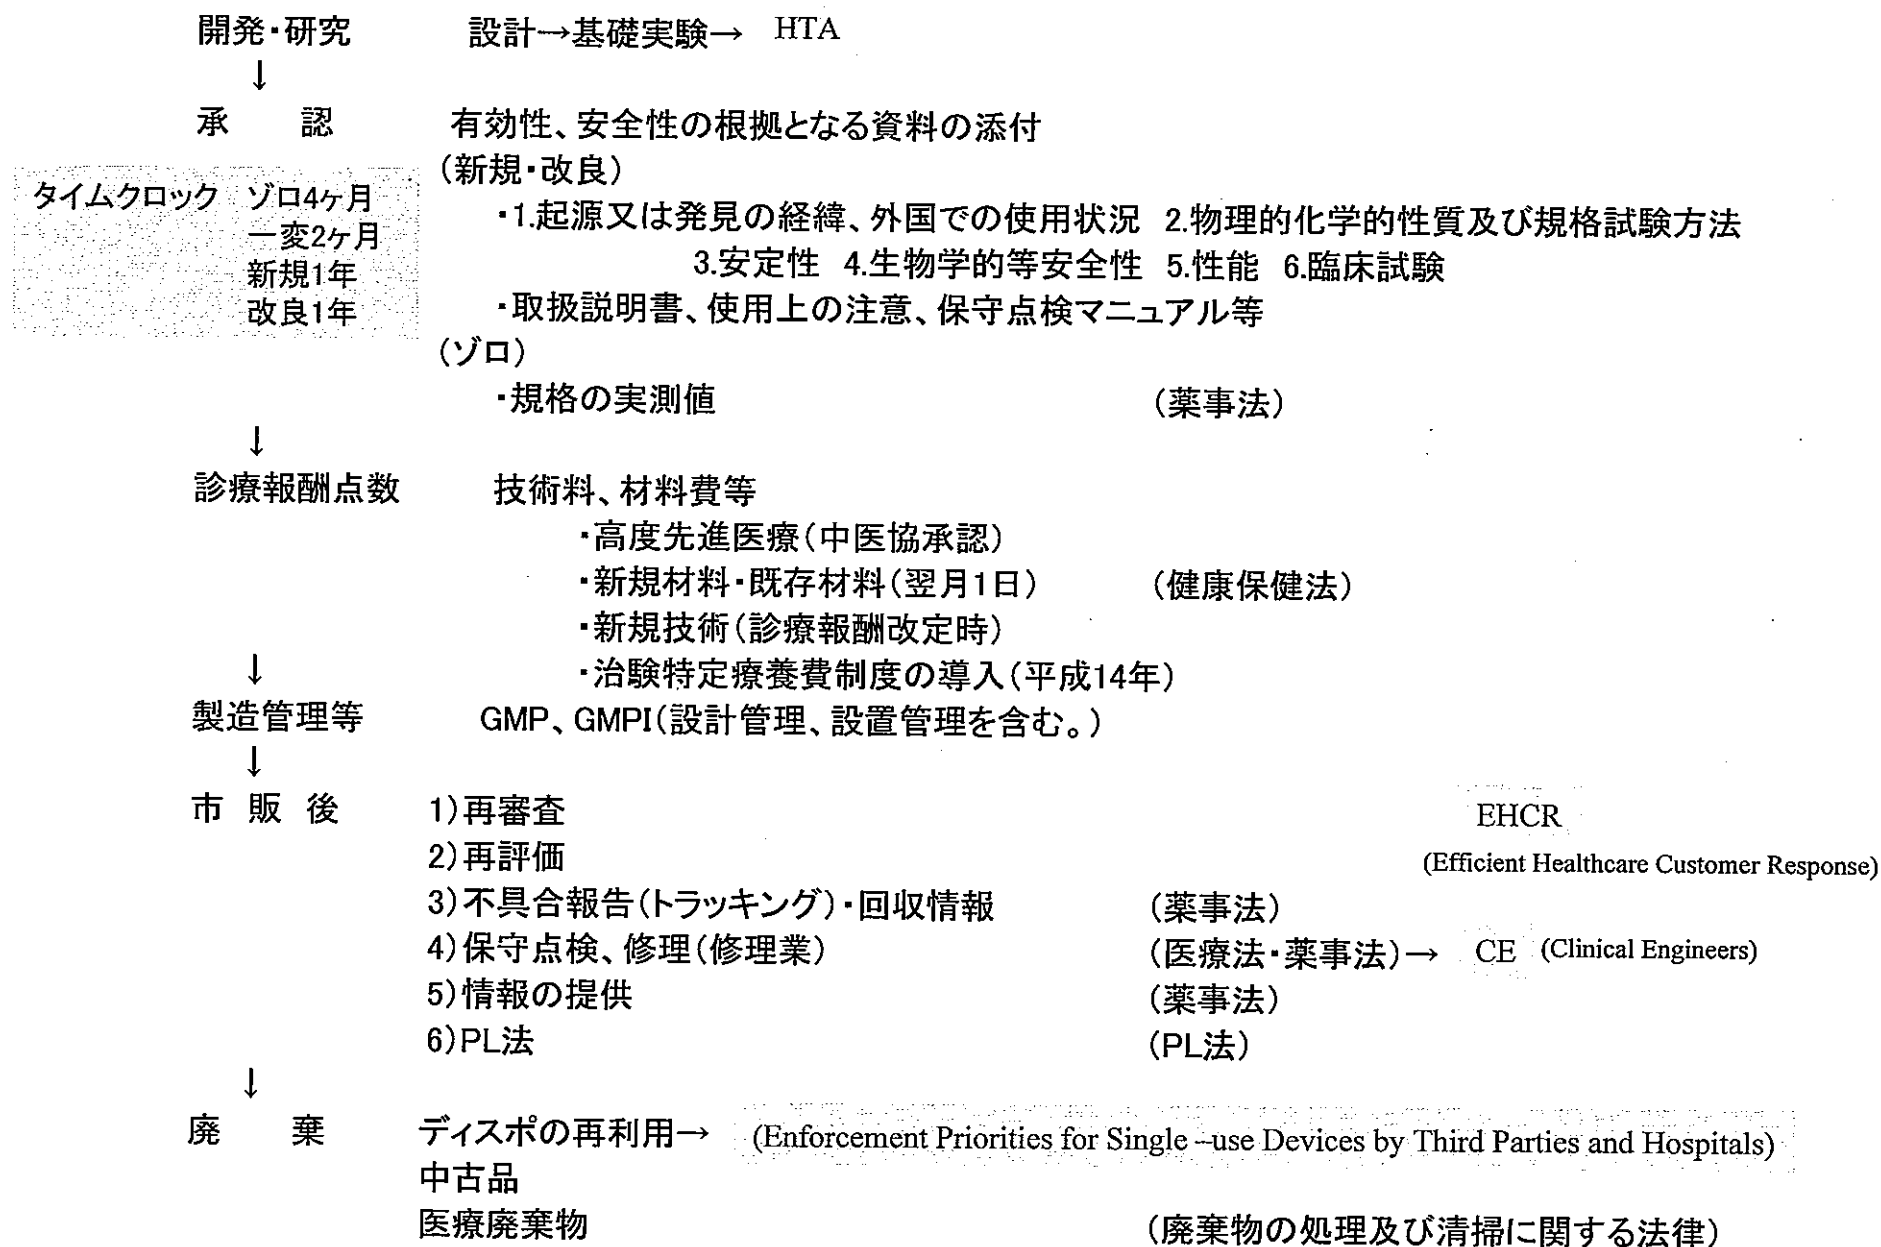 開発・研究 設計→基礎実験→ HTA
↓
承 認 有効性、安全性の根拠となる資料の添付
(新規・改良)
タイムクロック ゾロ4ヶ月
一変2ヶ月
新規1年
改良1年
・1.起源又は発見の経緯、外国での使用状況 2.物理的化学的性質及び規格試験方法
3.安定性 4.生物学的等安全性 5.性能 6.臨床試験
・取扱説明書、使用上の注意、保守点検マニュアル等
(ゾロ)
・規格の実測値 (薬事法)
↓
診療報酬点数 技術料、材料費等
・高度先進医療(中医協承認)
・新規材料・既存材料(翌月1日) (健康保健法)
・新規技術(診療報酬改定時)
↓ ・治験特定療養費制度の導入(平成14年)
製造管理等 GMP、GMPI(設計管理、設置管理を含む。)
↓
市 販 後 1)再審査 EHCR
2)再評価 (Efficient Healthcare Customer Response)
3)不具合報告(トラッキング)・回収情報 (薬事法)
4)保守点検、修理(修理業) (医療法・薬事法)→ CE (Clinical Engineers)
5)情報の提供 (薬事法)
6)PL法 (PL法)
↓
廃 棄 ディスポの再利用→ (Enforcement Priorities for Single–use Devices by Third Parties and Hospitals)
中古品
医療廃棄物 (廃棄物の処理及び清掃に関する法律)